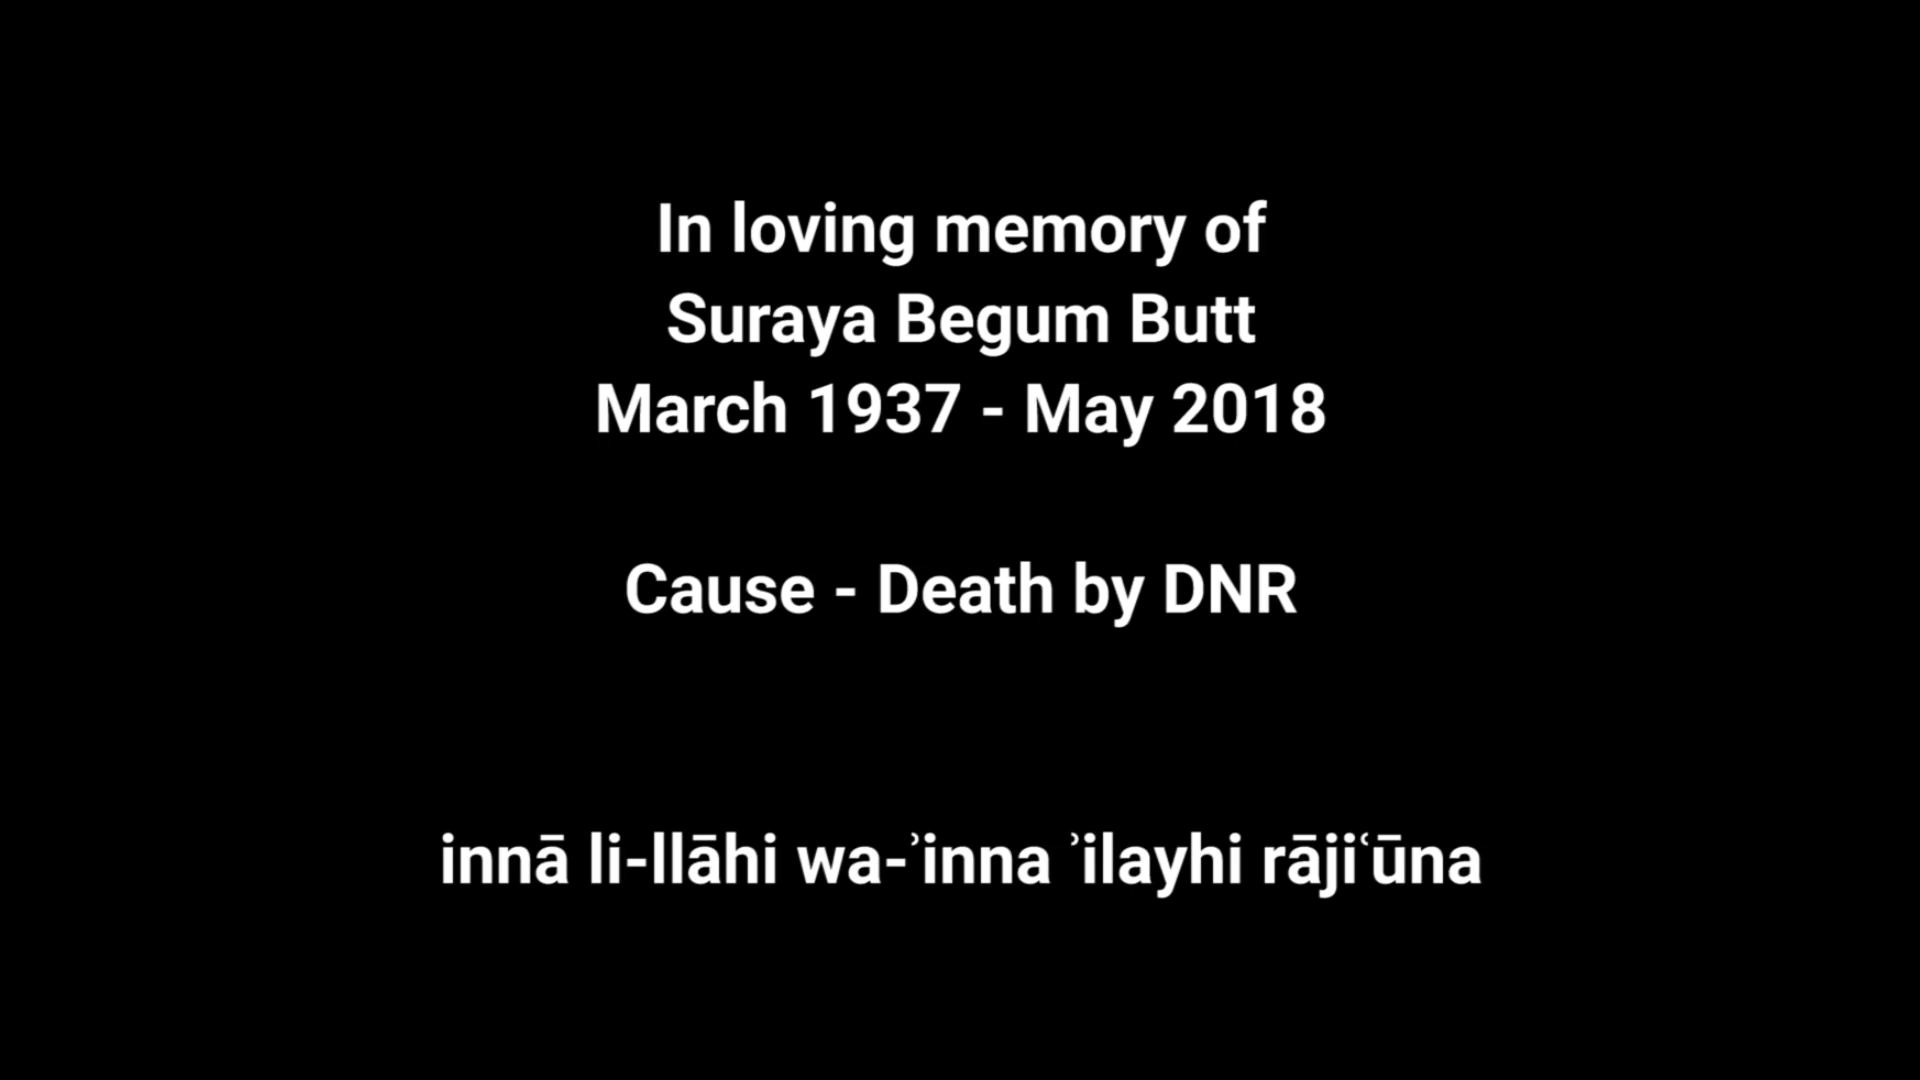 In loving memory of
Suraya Begum Butt
March 1937 - May 2018
Cause - Death by DNR
innā li-llāhi wa-ʾinna ʾilayhi rājiʿūna